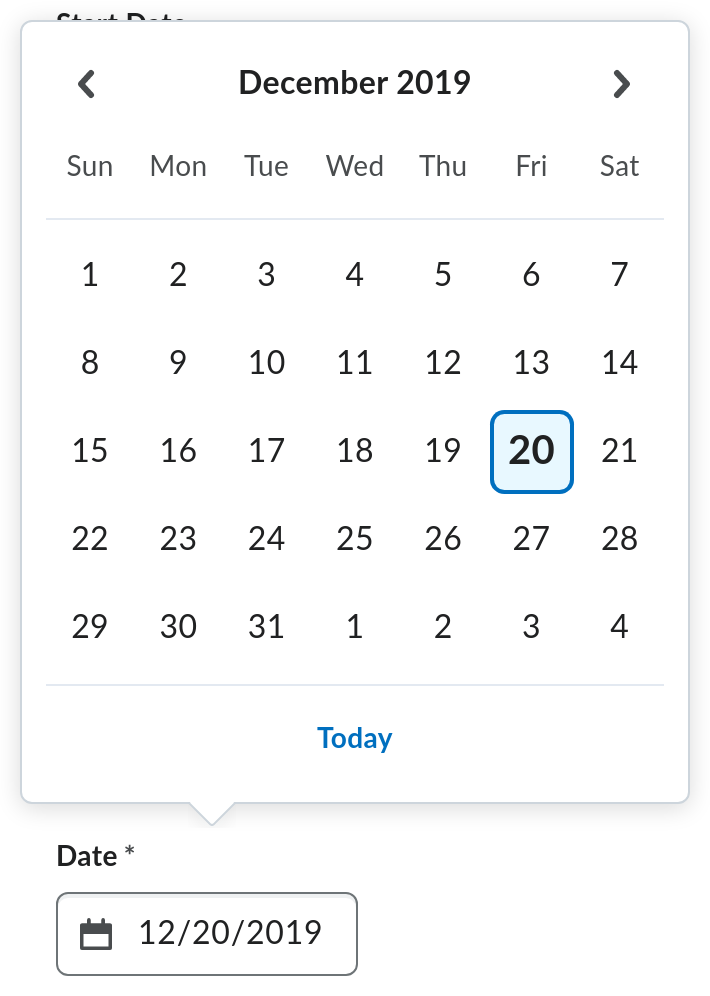 Start Date
December 2019
Sun Mon Tue Wed Thu Fri Sat
1 2 3 4 5 6 7
8 9 10 11 12 13 14
15 16 17 18 19 20 21
22 23 24 25 26 27 28
29 30 31 1 2 3 4
Today
Date *
12/20/2019